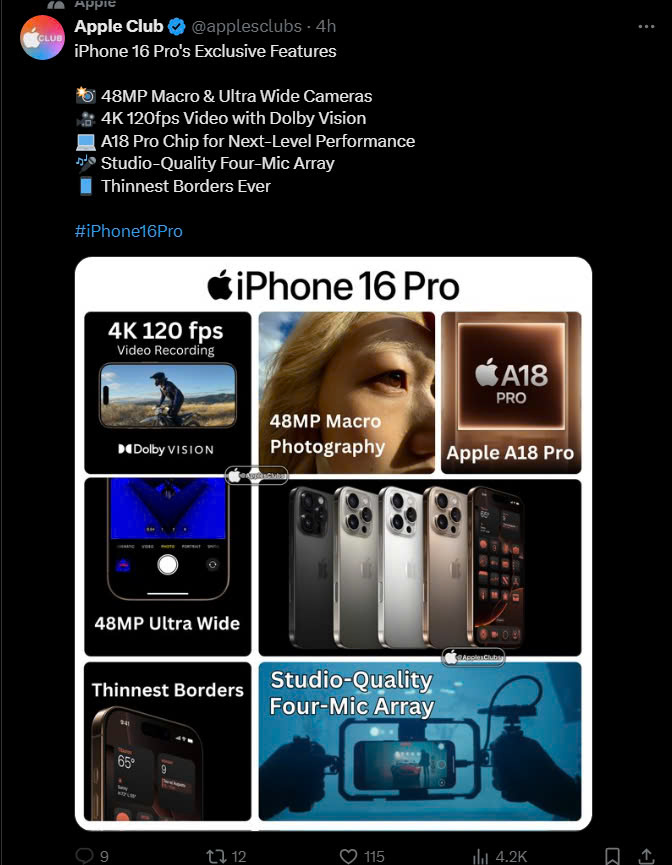 Apple
Apple Club @applesclubs · 4h
CLUB
iPhone 16 Pro's Exclusive Features
48MP Macro & Ultra Wide Cameras
4K 120fps Video with Dolby Vision
A18 Pro Chip for Next-Level Performance
Studio-Quality Four-Mic Array
Thinnest Borders Ever
#iPhone16Pro
iPhone 16 Pro
4K 120 fps
Video Recording
Dolby VISION
48MP Macro
Photography
A18
PRO
Apple A18 Pro
@ApplesClubs
VIDEO PHOTO PORTRAIT
48MP Ultra Wide
@ApplesClubs
Thinnest Borders
9:41
65°
9
Studio-Quality
Four-Mic Array
9 12 115 4.2K